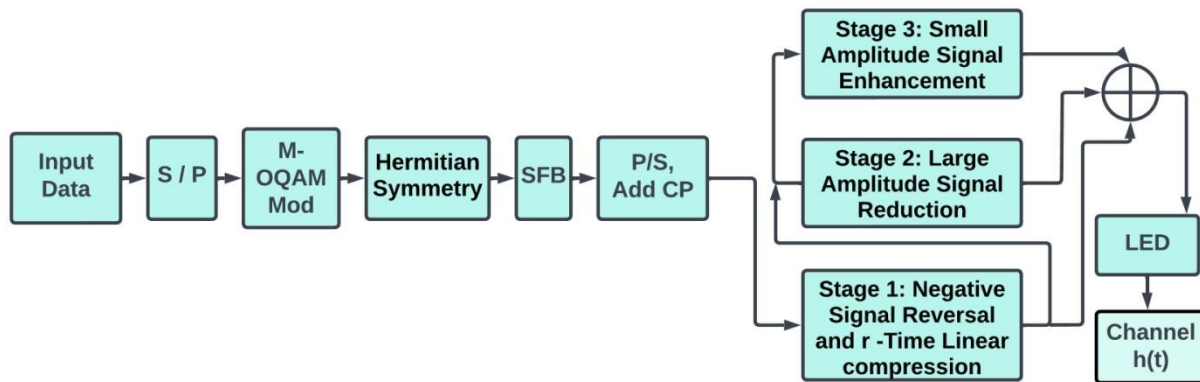 Input
Data
S / P
M-
OQAM
Mod
Hermitian
Symmetry
SFB
P/S,
Add CP
Stage 3: Small
Amplitude Signal
Enhancement
Stage 2: Large
Amplitude Signal
Reduction
Stage 1: Negative
Signal Reversal
and r -Time Linear
compression
LED
Channel
h(t)